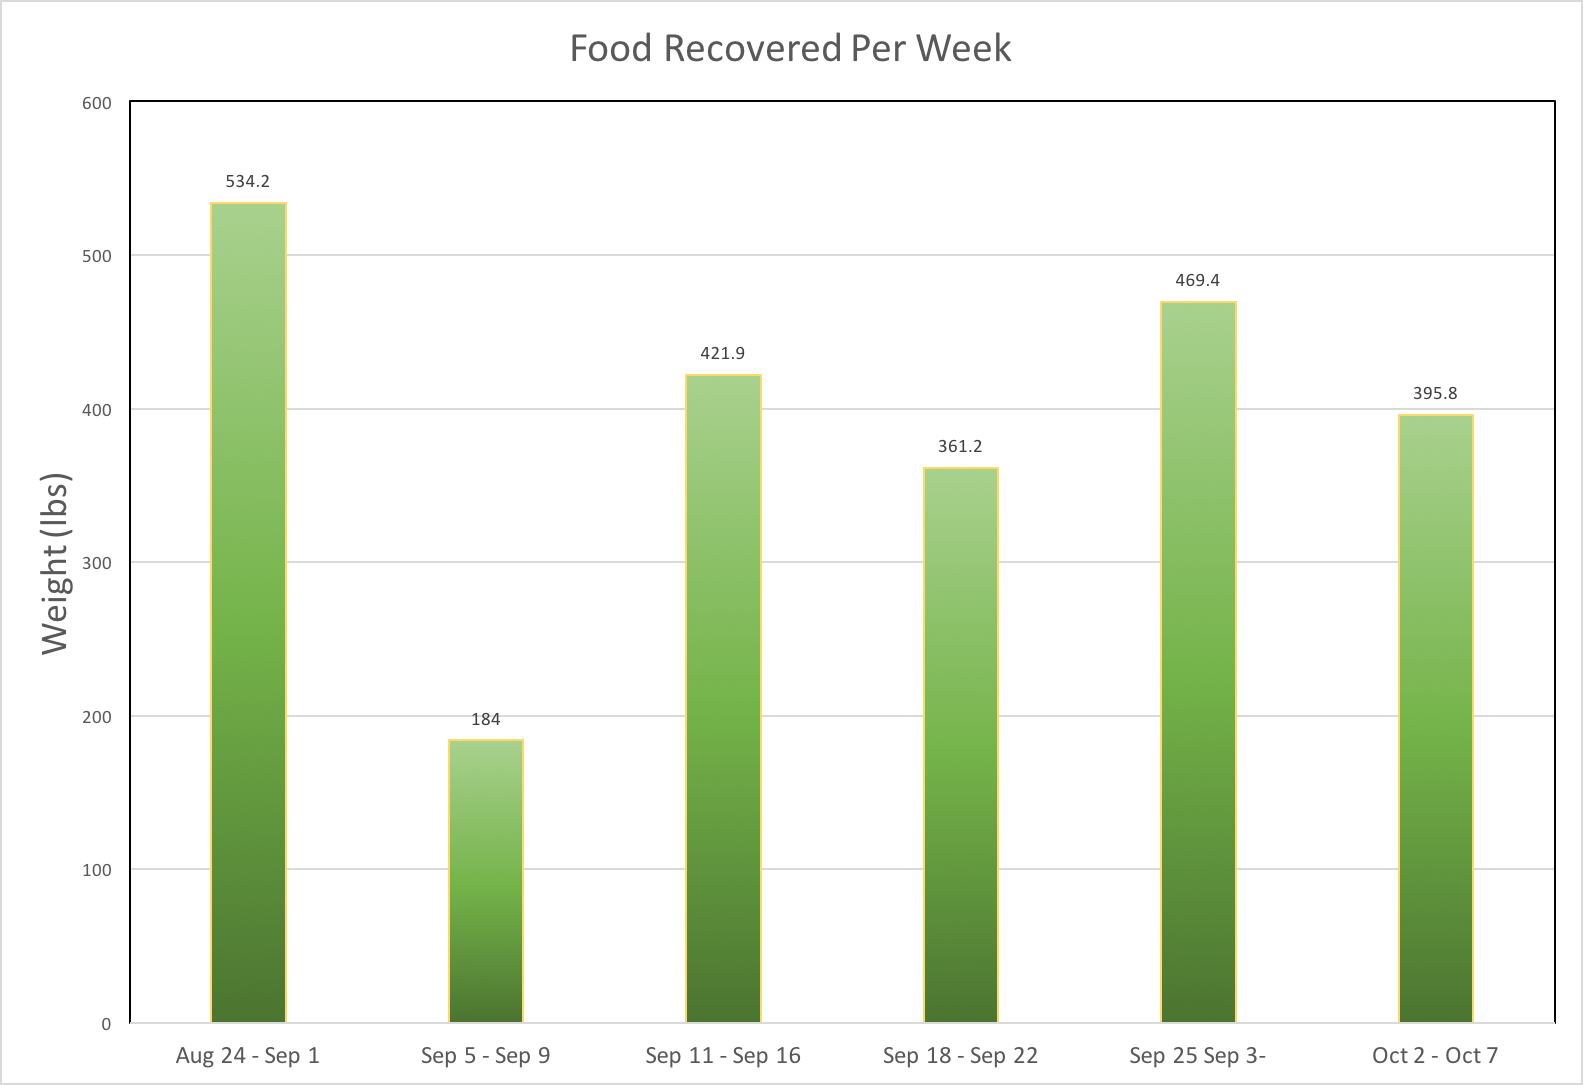 Food Recovered Per Week
600
500
400
300
200
100
0
Weight (lbs)
534.2
184
421.9
361.2
469.4
395.8
Aug 24 - Sep 1
Sep 5 - Sep 9
Sep 11 - Sep 16
Sep 18 - Sep 22
Sep 25 Sep 3-
Oct 2 - Oct 7